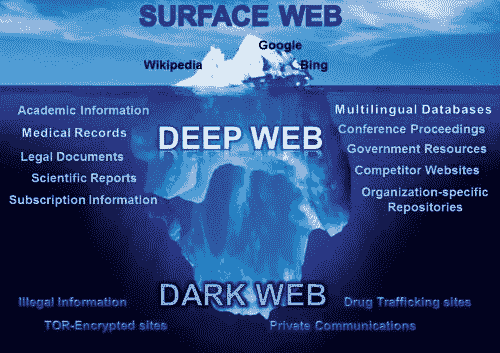 SURFACE WEB
Google
Wikipedia
Bing
Academic Information
Medical Records
Legal Documents
Scientific Reports
Subscription Information
DEEP WEB
Multilingual Databases
Conference Proceedings
Government Resources
Competitor Websites
Organization-specific
Repositories
DARK WEB
Illegal Information
TOR-Encrypted sites
Drug Trafficking sites
Private Communications